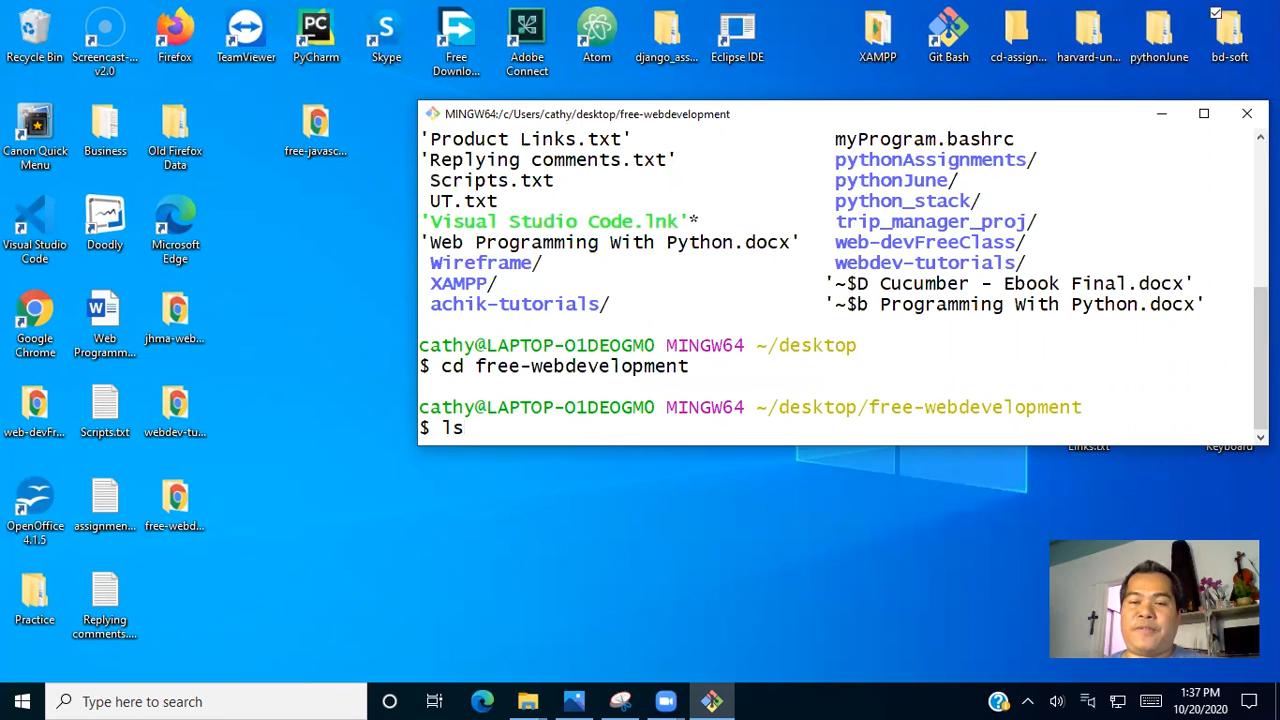 Recycle Bin
Screencast-...
v2.0
Firefox
TeamViewer
PyCharm
Skype
Free
Downlo...
Adobe
Connect
Atom
django_ass...
Eclipse IDE
XAMPP
Git Bash
cd-assign...
harvard-un...
pythonJune
bd-soft
Canon Quick
Menu
Business
Old Firefox
Data
free-javasc...
Visual Studio
Code
Doodly
Microsoft
Edge
Google
Chrome
Web
Programm...
jhma-web...
web-devFr...
Scripts.txt
webdev-tu...
OpenOffice
4.1.5
assignmen...
free-webd...
Practice
Replying
comments....
MINGW64:/c/Users/cathy/desktop/free-webdevelopment
'Product Links.txt' myProgram.bashrc
'Replying comments.txt' pythonAssignments/
Scripts.txt pythonJune/
UT.txt python_stack/
'Visual Studio Code.lnk'* trip_manager_proj/
'Web Programming With Python.docx' web-devFreeClass/
Wireframe/ webdev-tutorials/
XAMPP/ '~$D Cucumber - Ebook Final.docx'
achik-tutorials/ '~$b Programming With Python.docx'
cathy@LAPTOP-O1DEOGM0 MINGW64 ~/desktop
$ cd free-webdevelopment
cathy@LAPTOP-O1DEOGM0 MINGW64 ~/desktop/free-webdevelopment
$ ls
Links.txt
Keyboard
Type here to search
1:37 PM
10/20/2020